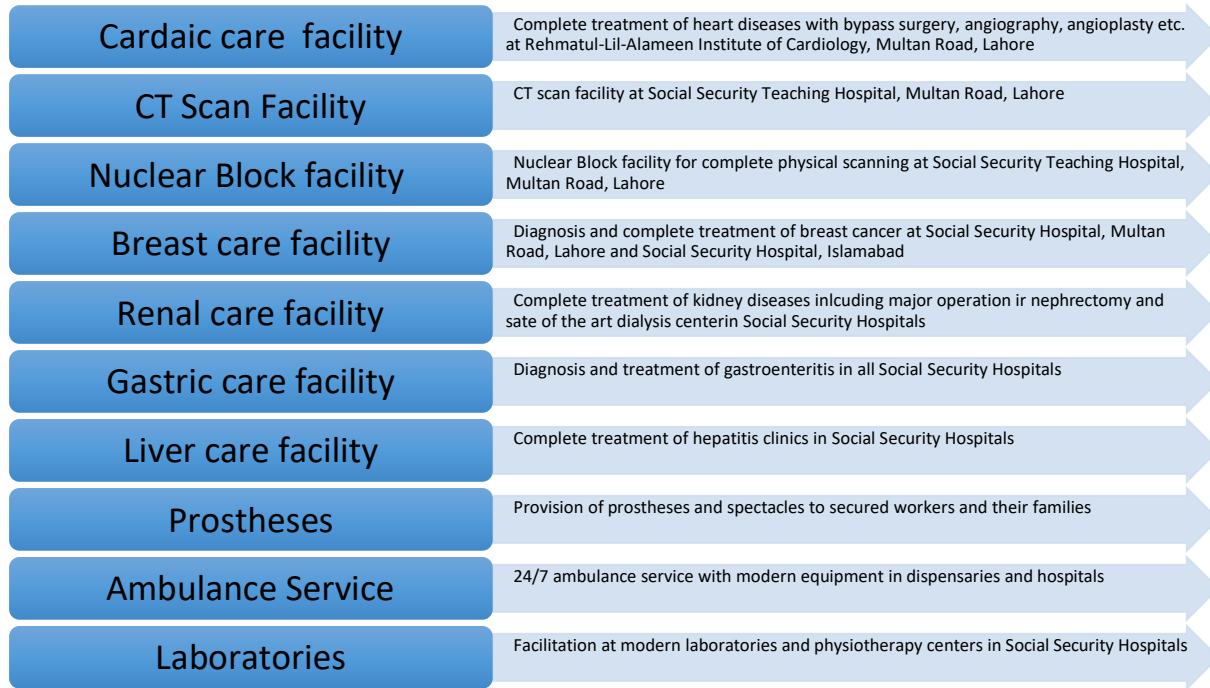 Cardaic care facility
Complete treatment of heart diseases with bypass surgery, angiography, angioplasty etc.
at Rehmatul-Lil-Alameen Institute of Cardiology, Multan Road, Lahore
CT Scan Facility
CT scan facility at Social Security Teaching Hospital, Multan Road, Lahore
Nuclear Block facility
Nuclear Block facility for complete physical scanning at Social Security Teaching Hospital,
Multan Road, Lahore
Breast care facility
Diagnosis and complete treatment of breast cancer at Social Security Hospital, Multan
Road, Lahore and Social Security Hospital, Islamabad
Renal care facility
Complete treatment of kidney diseases inlcuding major operation ir nephrectomy and
sate of the art dialysis centerin Social Security Hospitals
Gastric care facility
Diagnosis and treatment of gastroenteritis in all Social Security Hospitals
Liver care facility
Complete treatment of hepatitis clinics in Social Security Hospitals
Prostheses
Provision of prostheses and spectacles to secured workers and their families
Ambulance Service
24/7 ambulance service with modern equipment in dispensaries and hospitals
Laboratories
Facilitation at modern laboratories and physiotherapy centers in Social Security Hospitals